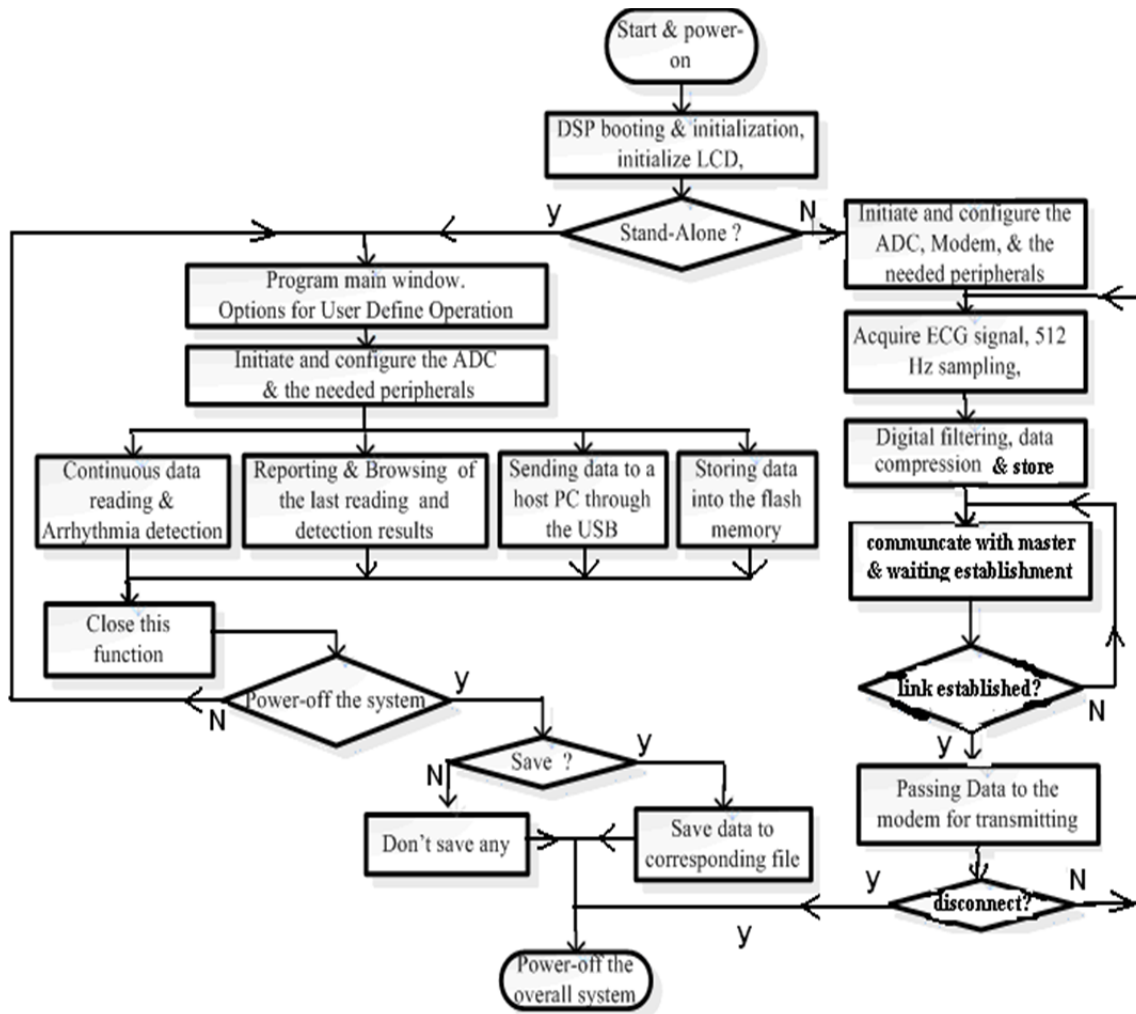 Start & power-
on
DSP booting & initialization,
initialize LCD,
Stand-Alone ?
y
N
Initiate and configure the
ADC, Modem, & the
needed peripherals
Program main window.
Options for User Define Operation
Initiate and configure the ADC
& the needed peripherals
Continuous data
reading &
Arrhythmia detection
Reporting & Browsing of
the last reading and
detection results
Sending data to a
host PC through
the USB
Storing data
into the flash
memory
Close this
function
Power-off the system
N
y
Save ?
N
y
Don't save any
Save data to
corresponding file
Acquire ECG signal, 512
Hz sampling,
Digital filtering, data
compression & store
communcate with master
& waiting establishment
link established?
N
y
Passing Data to the
modem for transmitting
disconnect?
y
N
y
Power-off the
overall system